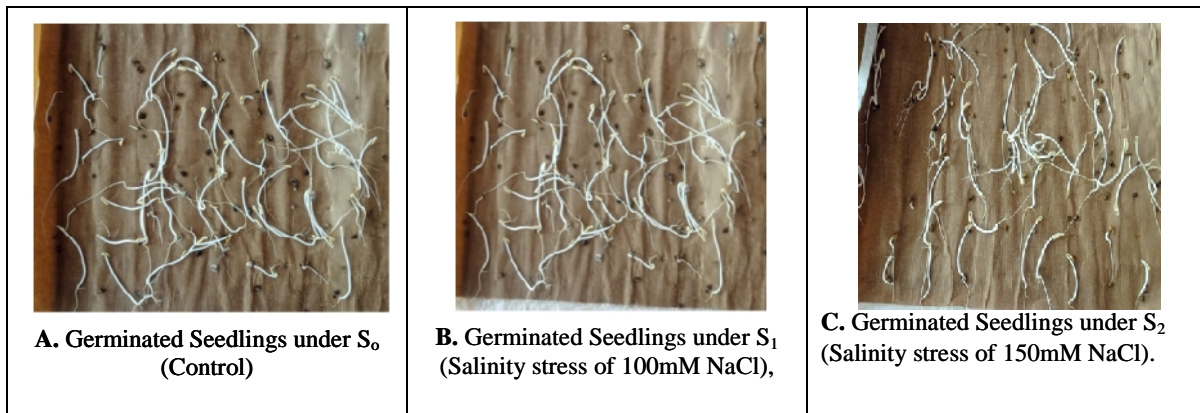 A. Germinated Seedlings under So
(Control)
B. Germinated Seedlings under S1
(Salinity stress of 100mM NaCl),
C. Germinated Seedlings under S2
(Salinity stress of 150mM NaCl).